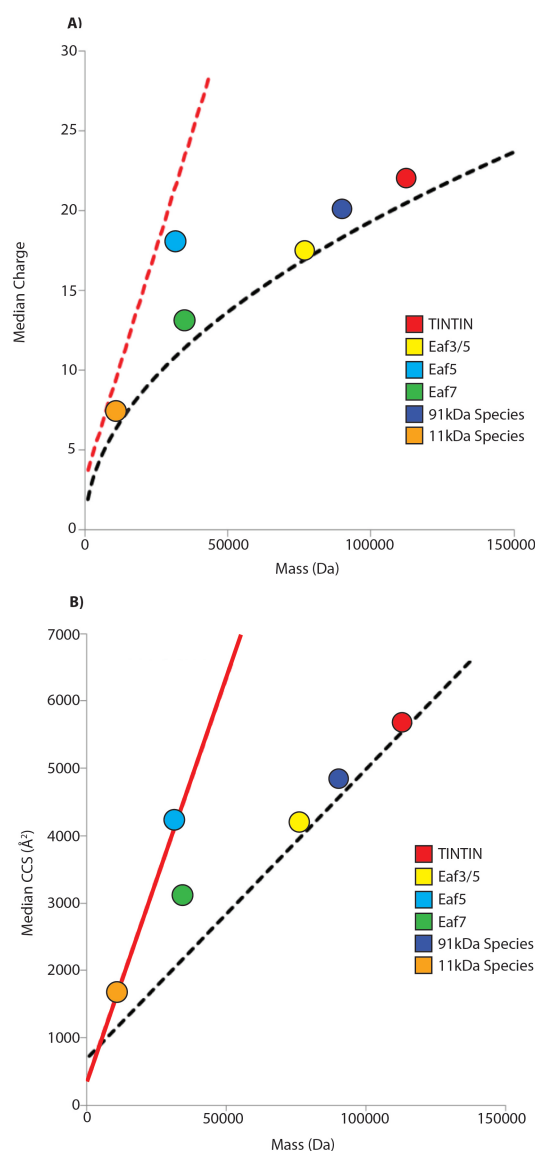 A)
30
25
20
15
10
5
0
Median Charge
0 50000 100000 150000
Mass (Da)
TINTIN
Eaf3/5
Eaf5
Eaf7
91kDa Species
11kDa Species
B)
7000
6000
5000
4000
3000
2000
1000
0
Median CCS (Å²)
0 50000 100000 150000
Mass (Da)
TINTIN
Eaf3/5
Eaf5
Eaf7
91kDa Species
11kDa Species